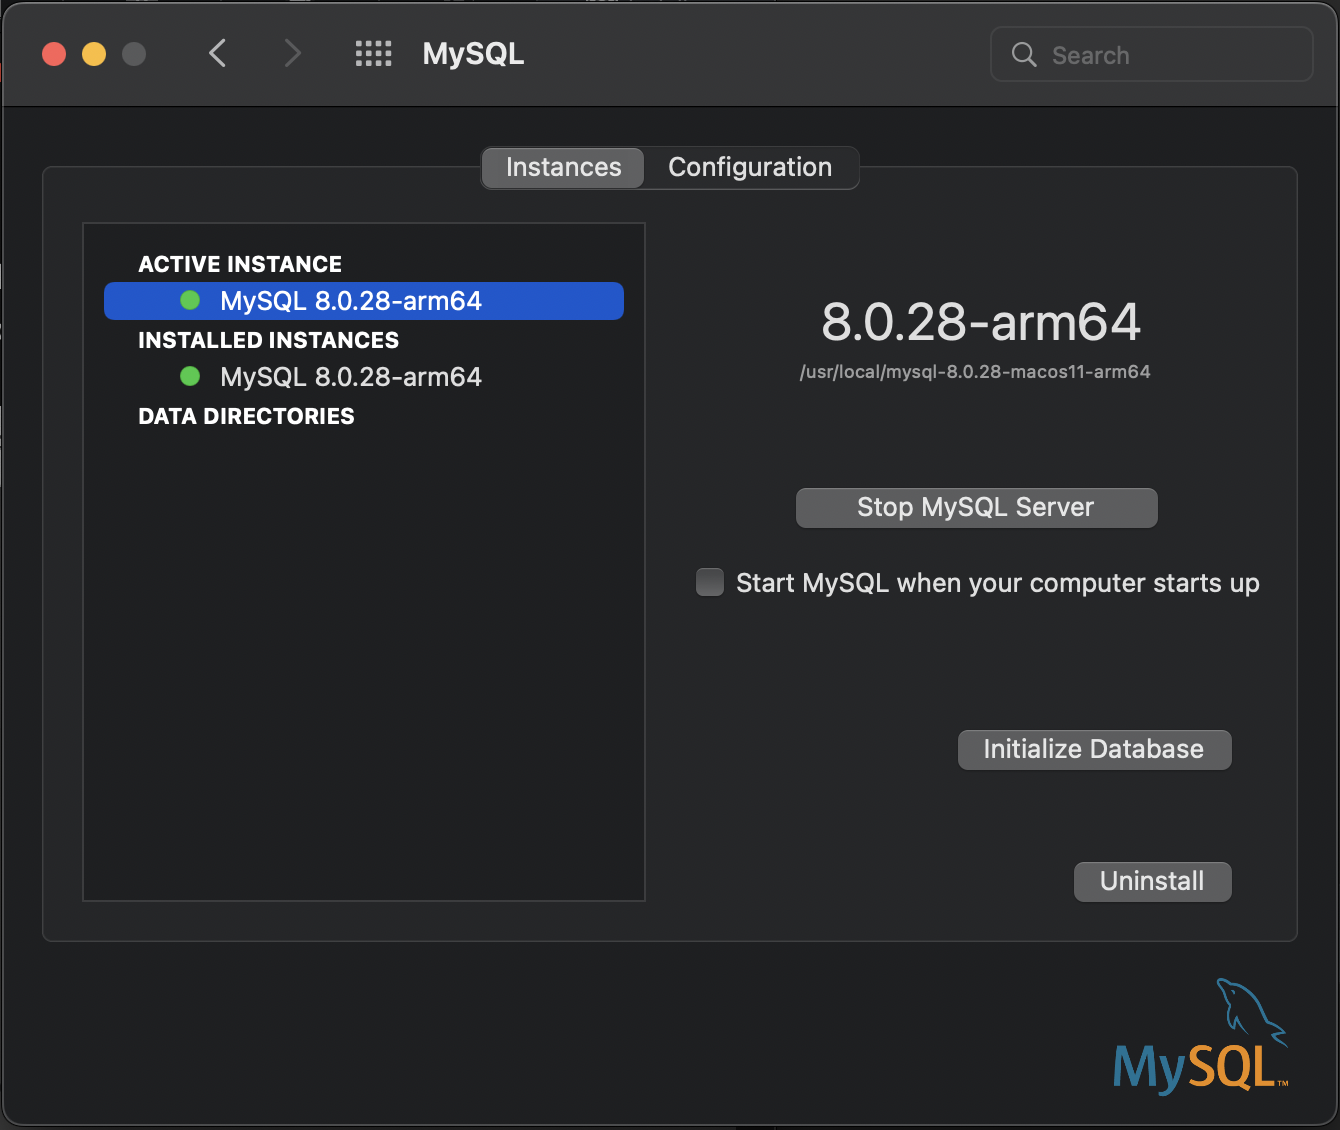 MySQL
Search
Instances
Configuration
ACTIVE INSTANCE
MySQL 8.0.28-arm64
INSTALLED INSTANCES
MySQL 8.0.28-arm64
DATA DIRECTORIES
8.0.28-arm64
/usr/local/mysql-8.0.28-macos11-arm64
Stop MySQL Server
Start MySQL when your computer starts up
Initialize Database
Uninstall
MySQL™